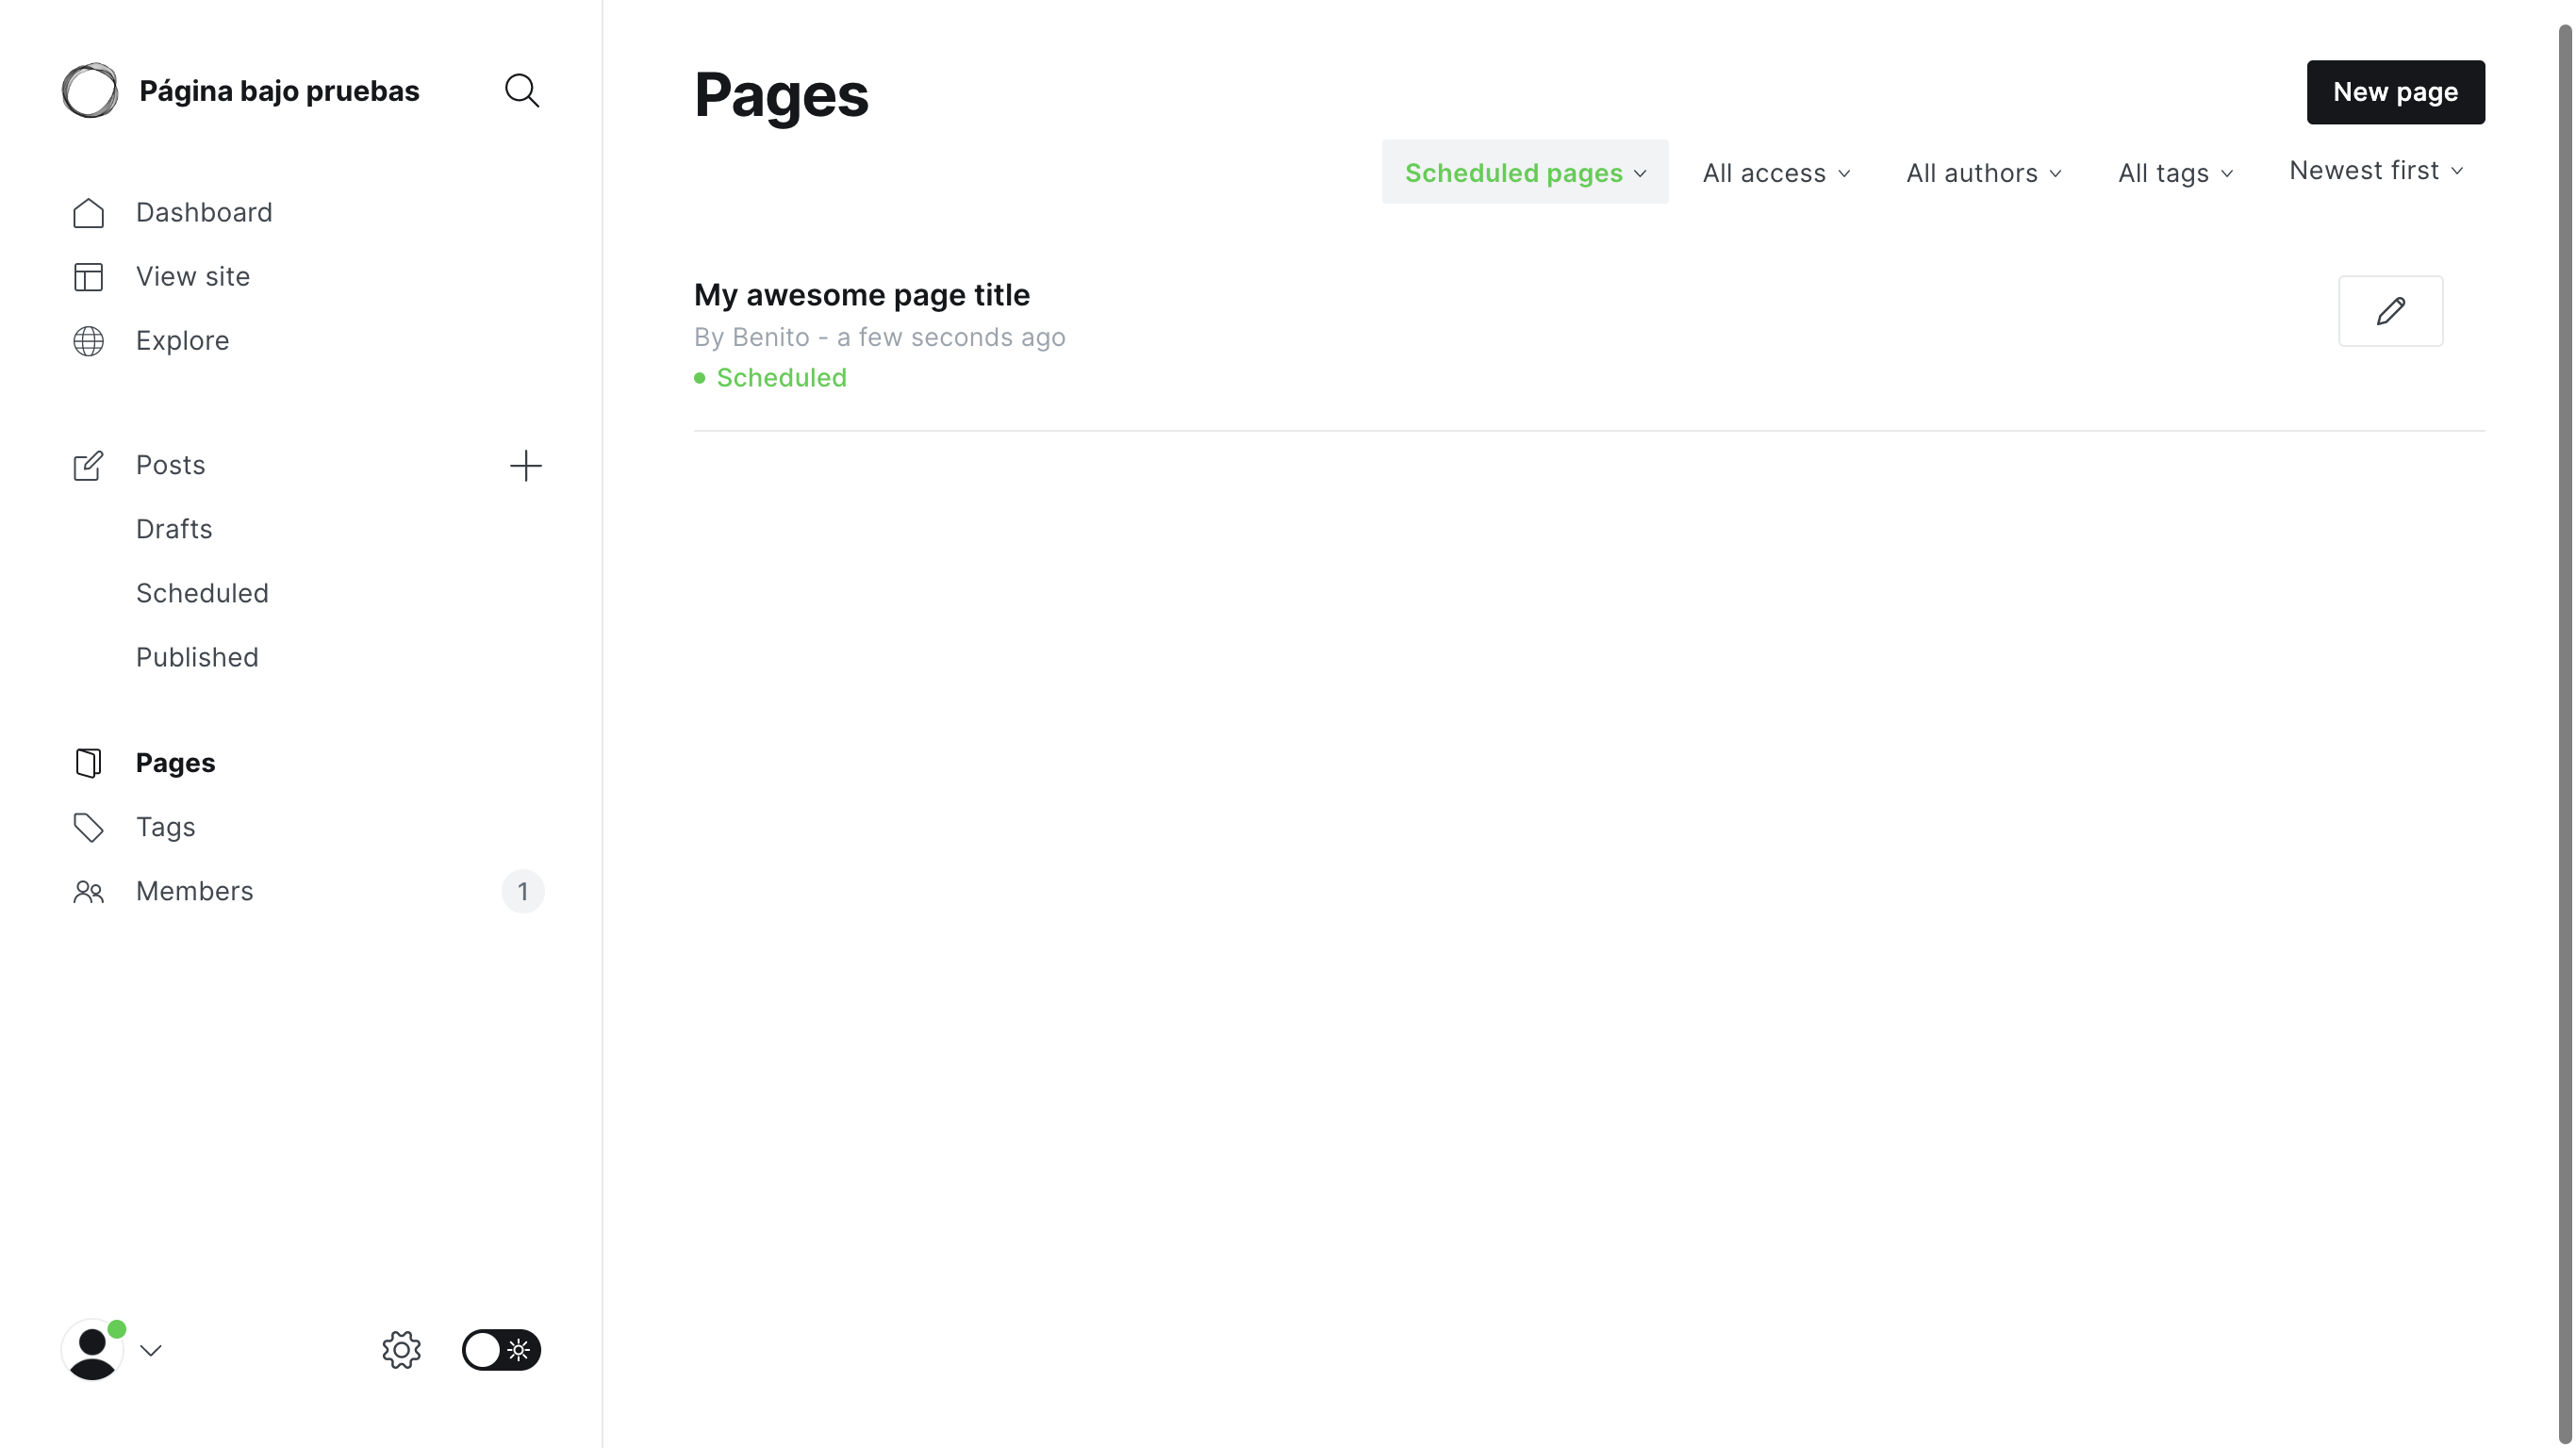 Página bajo pruebas
Dashboard
View site
Explore
Posts
Drafts
Scheduled
Published
Pages
Tags
Members 1
Pages
New page
Scheduled pages All access All authors All tags Newest first
My awesome page title
By Benito - a few seconds ago
Scheduled